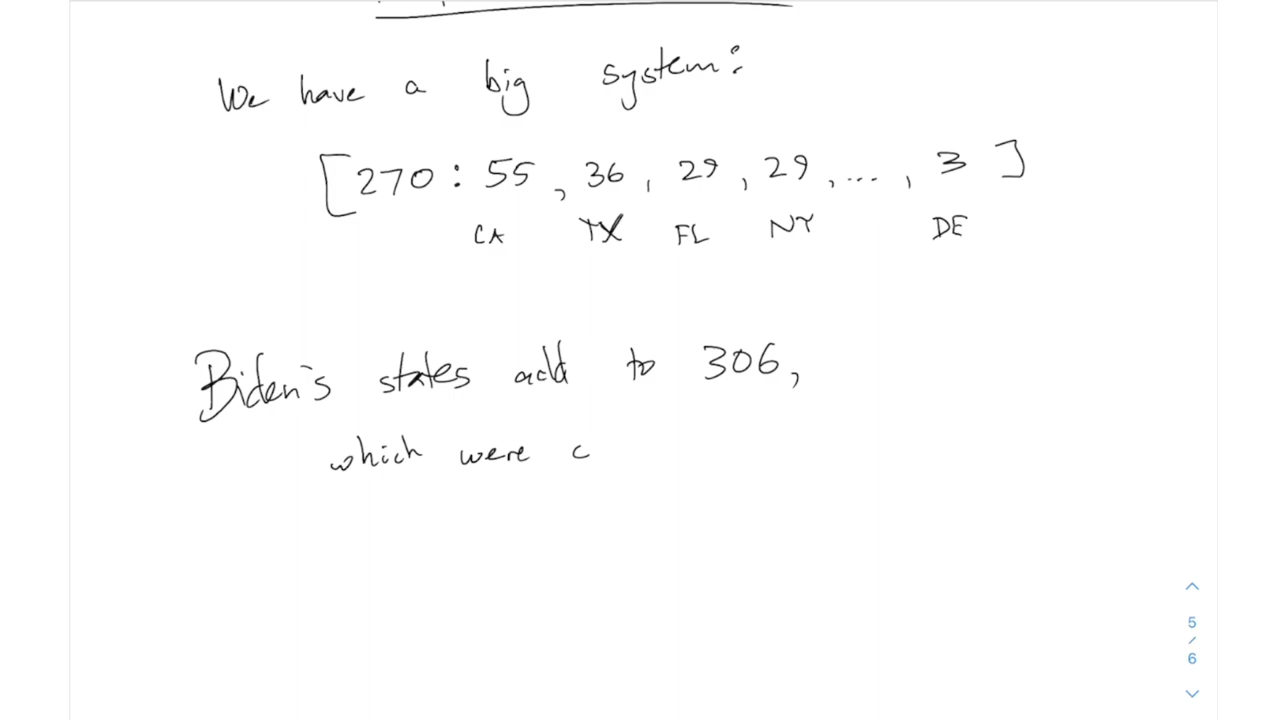 We have a big system:
[270 : 55, 36, 29, 29, ..., 3]
CA TX FL NY DE
Biden's states add to 306,
which were c
5
/
6